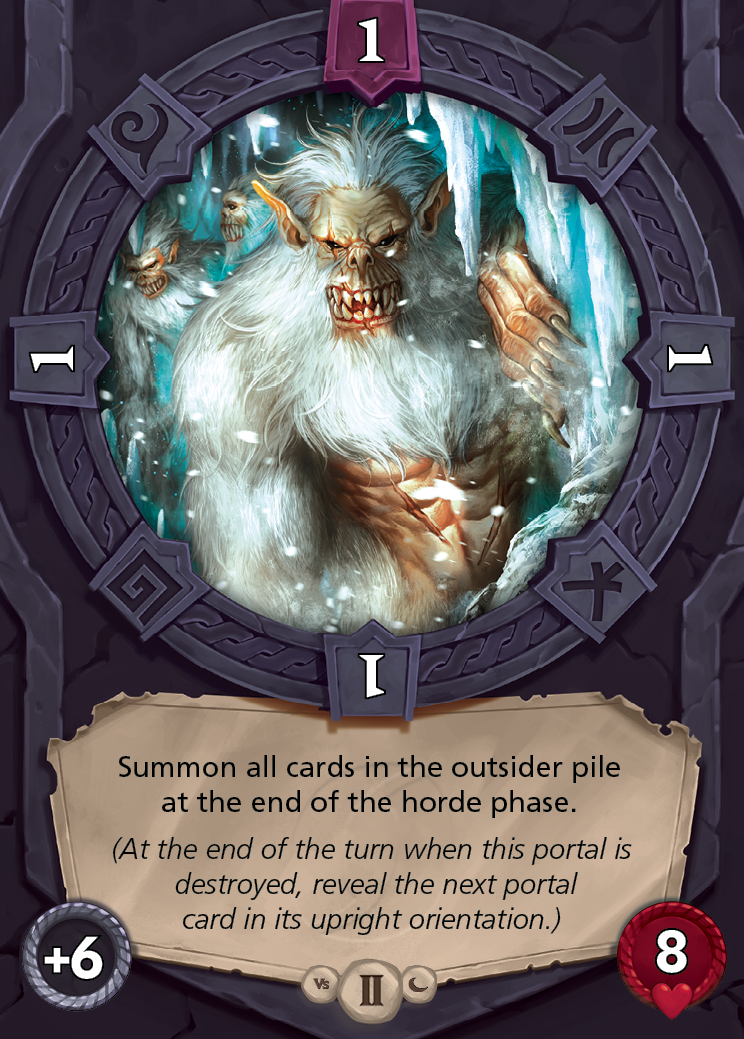 1
1
1
1
Summon all cards in the outsider pile
at the end of the horde phase.
(At the end of the turn when this portal is
destroyed, reveal the next portal
card in its upright orientation.)
+6
8
VS
II